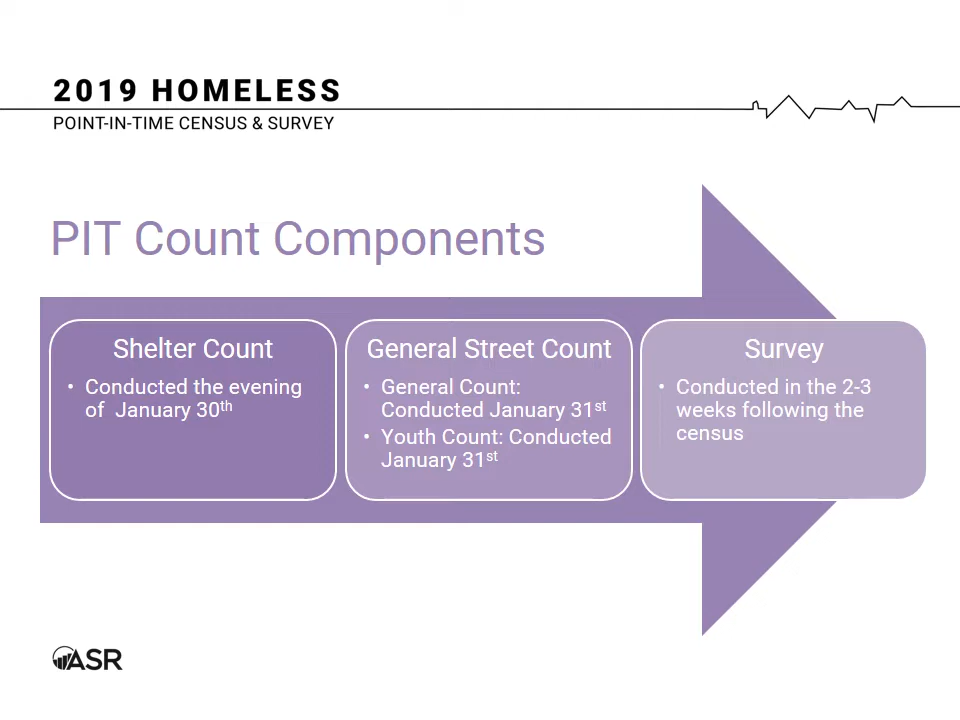 2019 HOMELESS
POINT-IN-TIME CENSUS & SURVEY
PIT Count Components
Shelter Count
• Conducted the evening
of January 30th
General Street Count
• General Count:
Conducted January 31st
• Youth Count: Conducted
January 31st
Survey
• Conducted in the 2-3
weeks following the
census
ASR